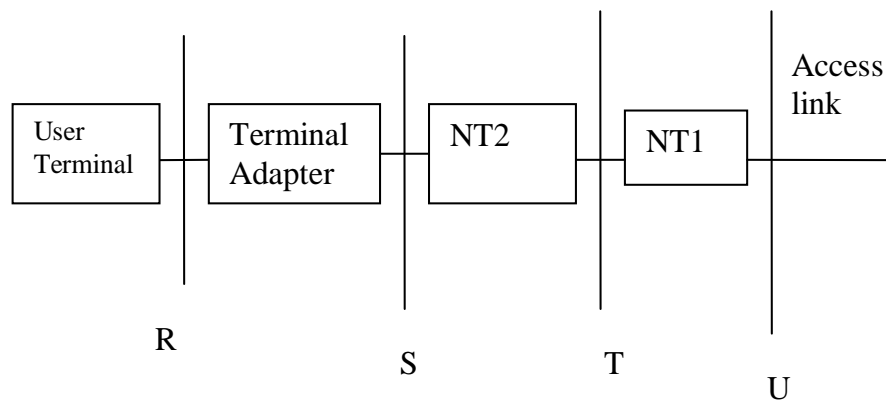 User
Terminal
Terminal
Adapter
NT2
NT1
Access
link
R
S
T
U